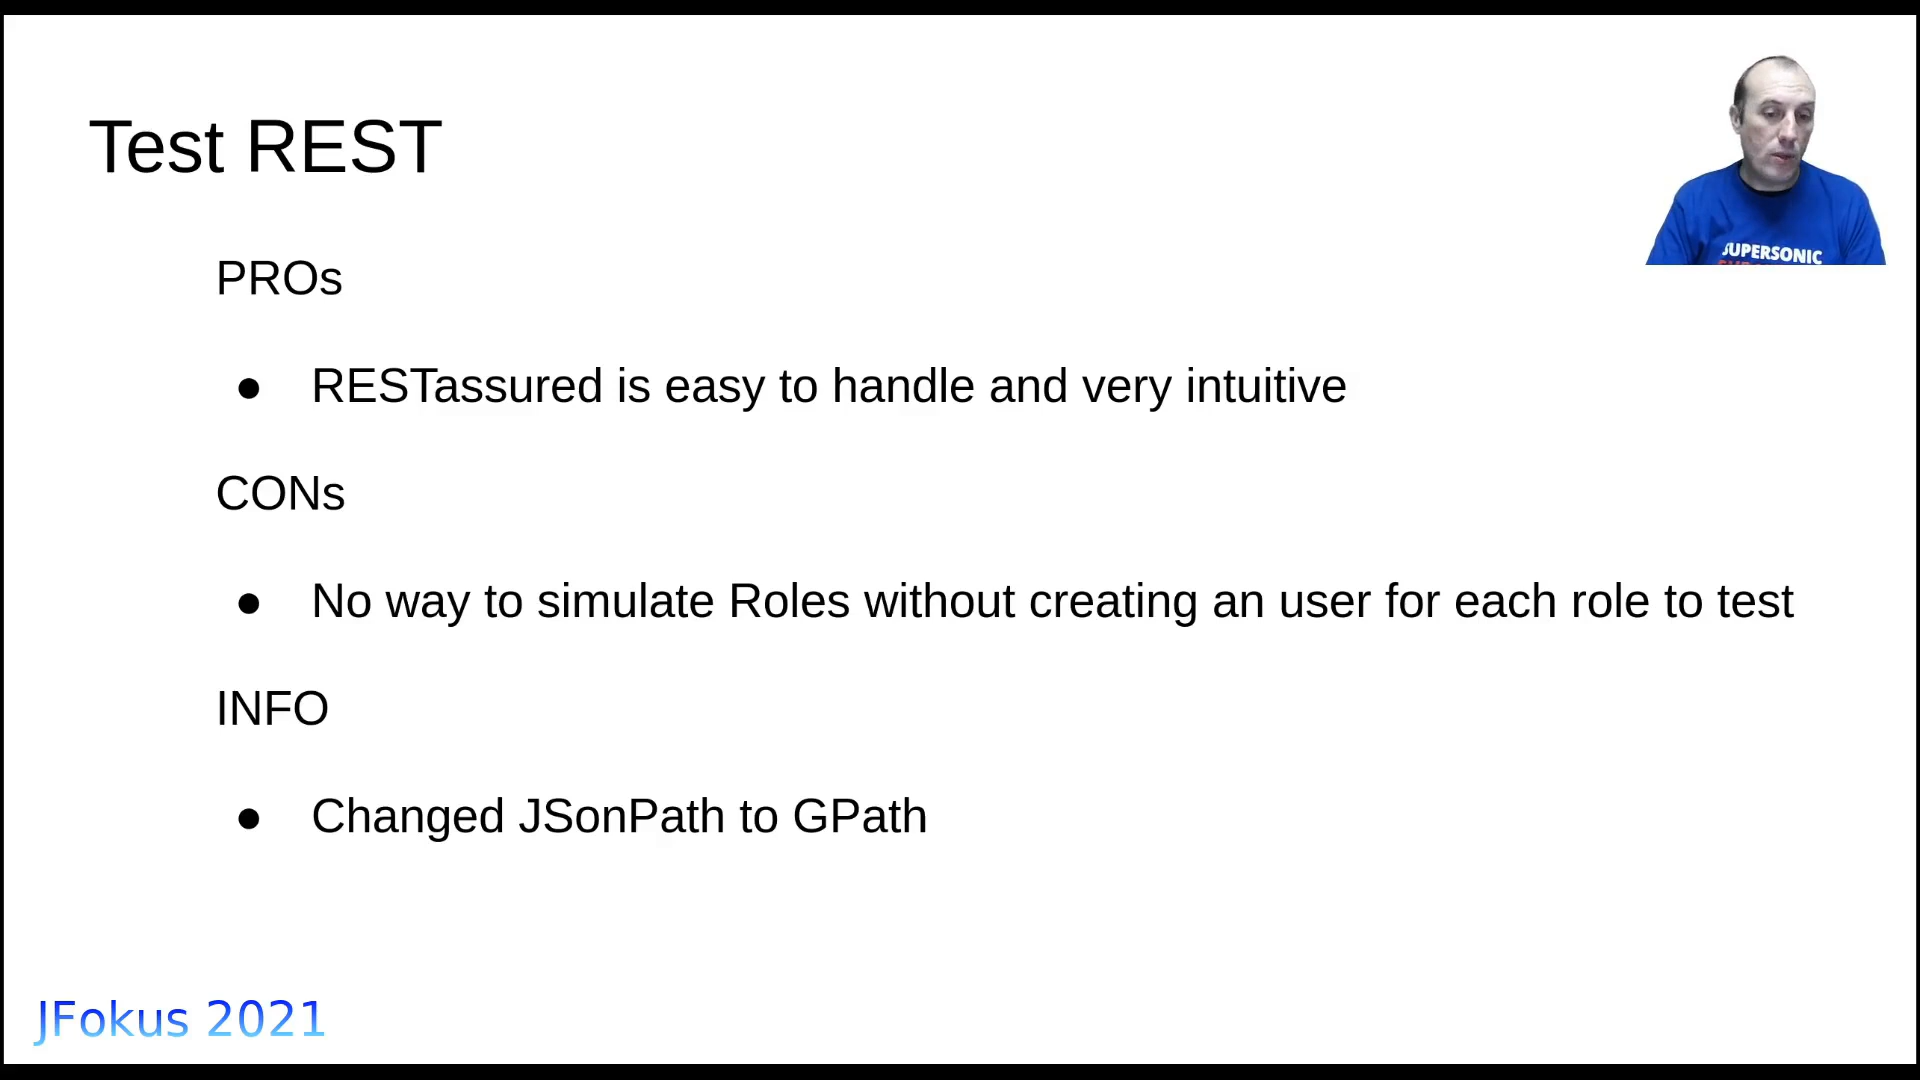 Test REST
SUPERSONIC
PROs
● RESTassured is easy to handle and very intuitive
CONs
● No way to simulate Roles without creating an user for each role to test
INFO
● Changed JSonPath to GPath
JFokus 2021